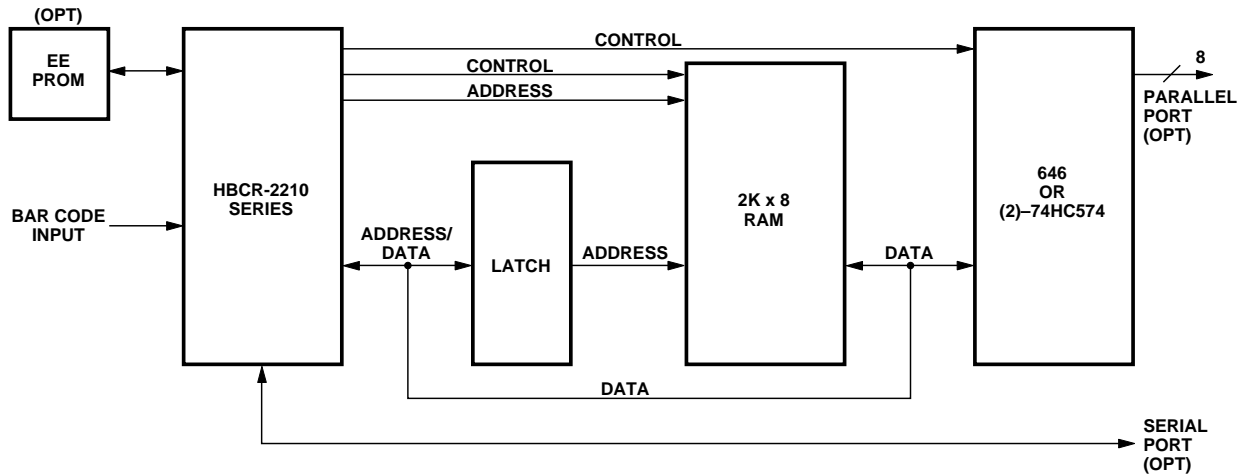 (OPT)
EE
PROM
BAR CODE
INPUT
HBCR-2210
SERIES
CONTROL
CONTROL
ADDRESS
ADDRESS/
DATA
LATCH
ADDRESS
2K x 8
RAM
DATA
DATA
646
OR
(2)–74HC574
8
PARALLEL
PORT
(OPT)
SERIAL
PORT
(OPT)